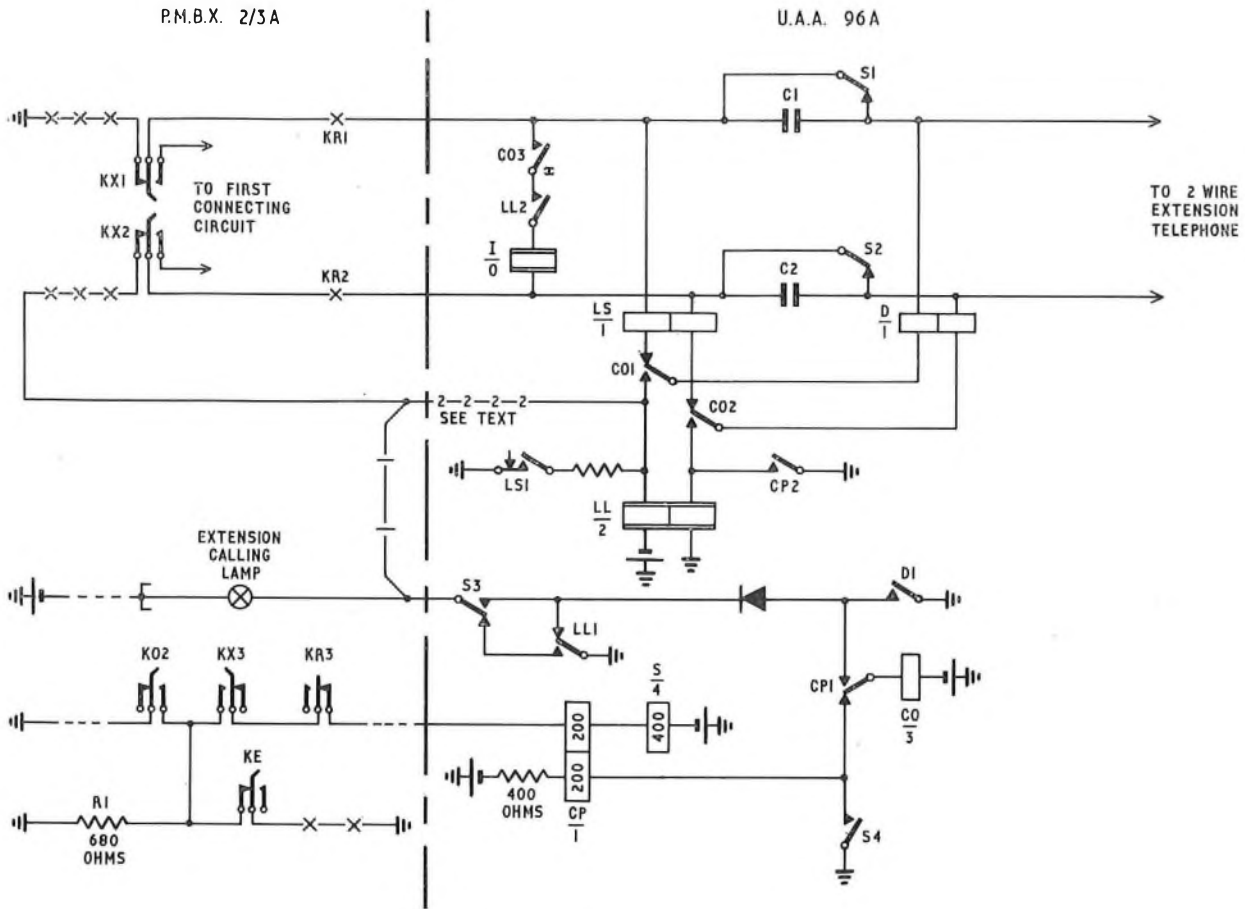 P.M.B.X. 2/3A
U.A.A. 96A
S1
C1
KR1
CO3
H
KX1
TO FIRST
CONNECTING
CIRCUIT
LL2
TO 2 WIRE
EXTENSION
TELEPHONE
KX2
I
O
S2
C2
KR2
LS
1
D
1
CO1
CO2
2-2-2-2
SEE TEXT
LS1
CP2
LL
2
EXTENSION
CALLING
LAMP
S3
D1
LL1
KO2
KX3
KR3
S
4
CP1
CO
3
200
400
KE
200
400
OHMS
CP
1
R1
680
OHMS
S4